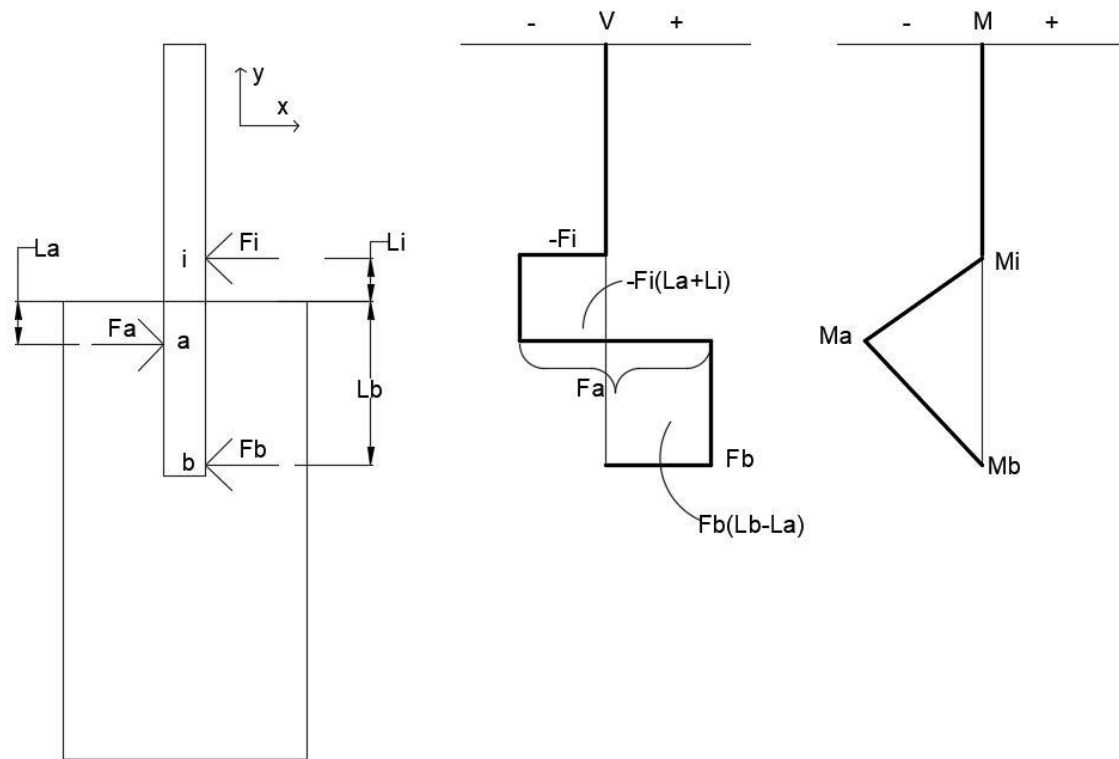 - V +
- M +
y
x
La
Fi
Li
i
-Fi
Mi
-Fi(La+Li)
Fa
a
Ma
Lb
Fa
Fb
b
Fb
Mb
Fb(Lb-La)